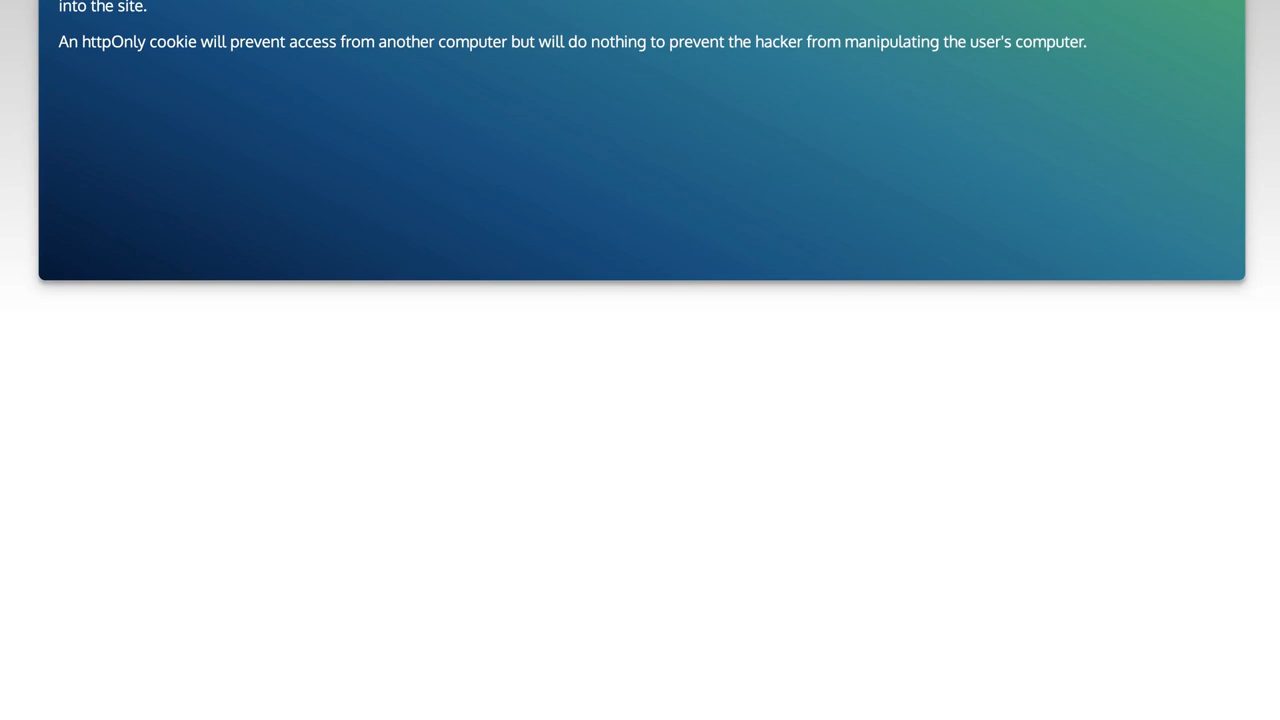 into the site.
An httpOnly cookie will prevent access from another computer but will do nothing to prevent the hacker from manipulating the user's computer.